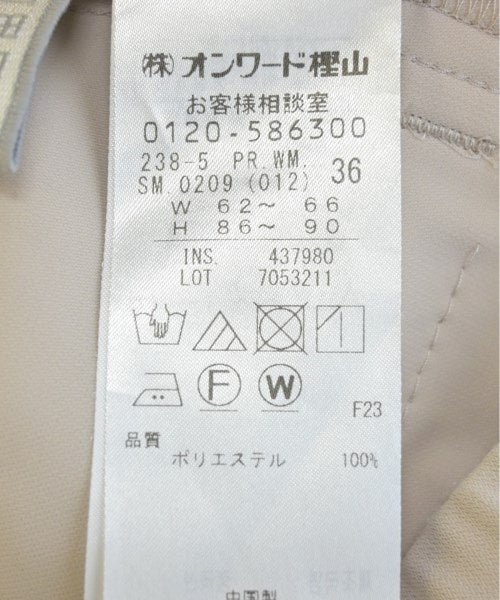 (株)オンワード樫山
お客様相談室
0120-586300
238-5 PR.WM.
SM.0209 (012) 36
W 62～ 66
H 86～ 90
INS. 437980
LOT 7053211
F W
F23
品質
ポリエステル 100%
中国製